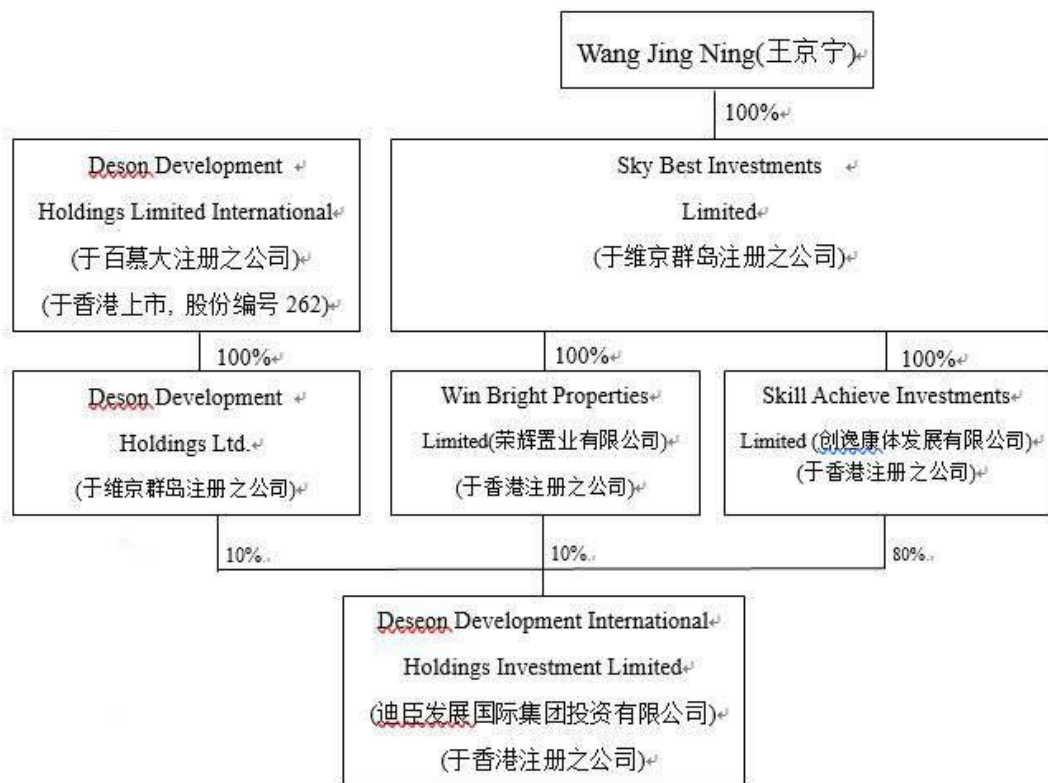 Wang Jing Ning(王京宁)
100%
Deson Development
Holdings Limited International
(于百慕大注册之公司)
(于香港上市, 股份编号 262)
Sky Best Investments
Limited
(于维京群岛注册之公司)
100%
100%
100%
Deson Development
Holdings Ltd.
(于维京群岛注册之公司)
Win Bright Properties
Limited(荣辉置业有限公司)
(于香港注册之公司)
Skill Achieve Investments
Limited (创逸康体发展有限公司)
(于香港注册之公司)
10%
10%
80%
Deseon Development International
Holdings Investment Limited
(迪臣发展国际集团投资有限公司)
(于香港注册之公司)